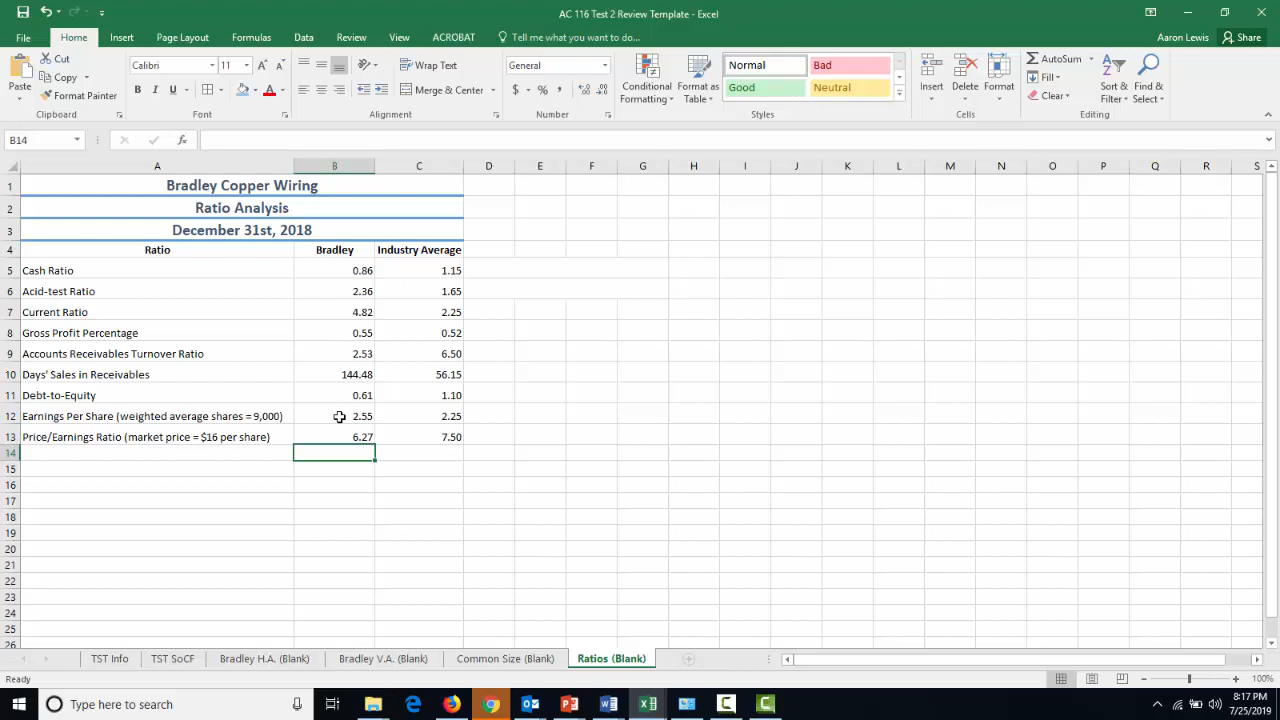 AC 116 Test 2 Review Template - Excel
Aaron Lewis
Share
File Home Insert Page Layout Formulas Data Review View ACROBAT Tell me what you want to do...
Paste
Cut
Copy
Format Painter
Clipboard
Calibri 11
B I U
Font
Wrap Text
Merge & Center
Alignment
General
$ % ,
Number
Conditional Formatting
Format as Table
Normal Bad
Good Neutral
Styles
Insert Delete Format
Cells
AutoSum
Fill
Clear
Sort & Filter
Find & Select
Editing
B14
fx
A B C D E F G H I J K L M N O P Q R S
1 Bradley Copper Wiring
2 Ratio Analysis
3 December 31st, 2018
4 Ratio Bradley Industry Average
5 Cash Ratio 0.86 1.15
6 Acid-test Ratio 2.36 1.65
7 Current Ratio 4.82 2.25
8 Gross Profit Percentage 0.55 0.52
9 Accounts Receivables Turnover Ratio 2.53 6.50
10 Days' Sales in Receivables 144.48 56.15
11 Debt-to-Equity 0.61 1.10
12 Earnings Per Share (weighted average shares = 9,000) 2.55 2.25
13 Price/Earnings Ratio (market price = $16 per share) 6.27 7.50
14
15
16
17
18
19
20
21
22
23
24
25
26
TST Info TST SoCF Bradley H.A. (Blank) Bradley V.A. (Blank) Common Size (Blank) Ratios (Blank)
Ready
100%
Type here to search
8:17 PM
7/25/2019